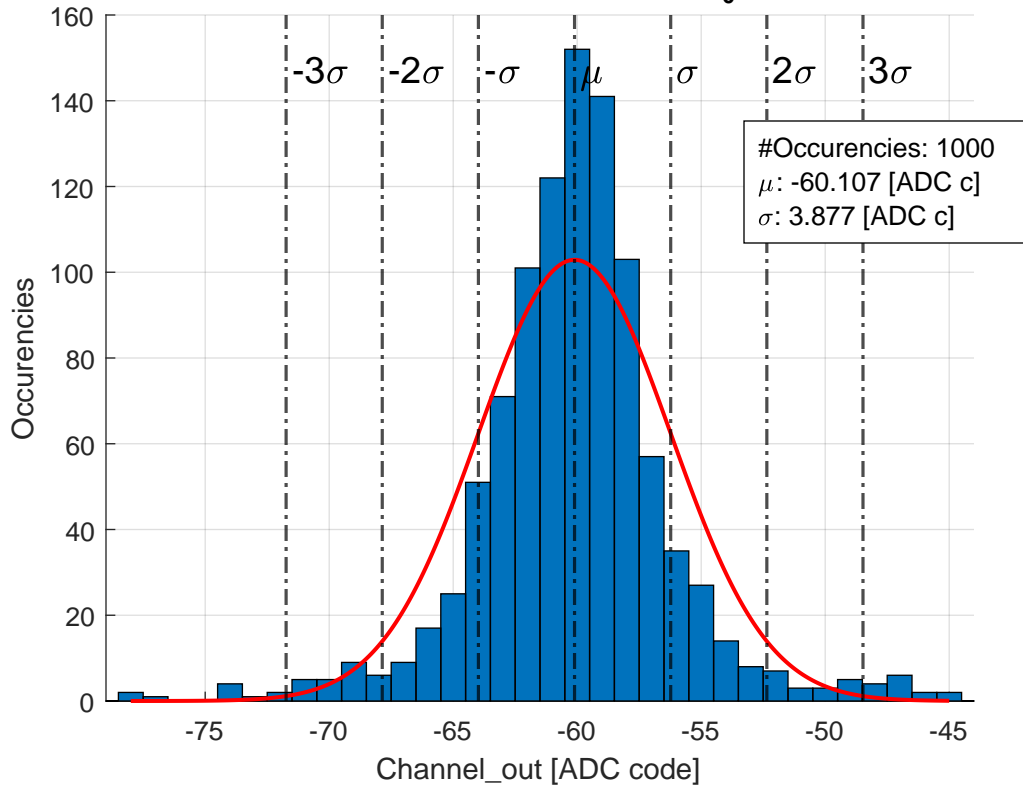 160
-3σ -2σ -σ μ σ 2σ 3σ
140
#Occurencies: 1000
μ: -60.107 [ADC c]
σ: 3.877 [ADC c]
120
100
80
60
40
20
0
Occurencies
-75 -70 -65 -60 -55 -50 -45
Channel_out [ADC code]